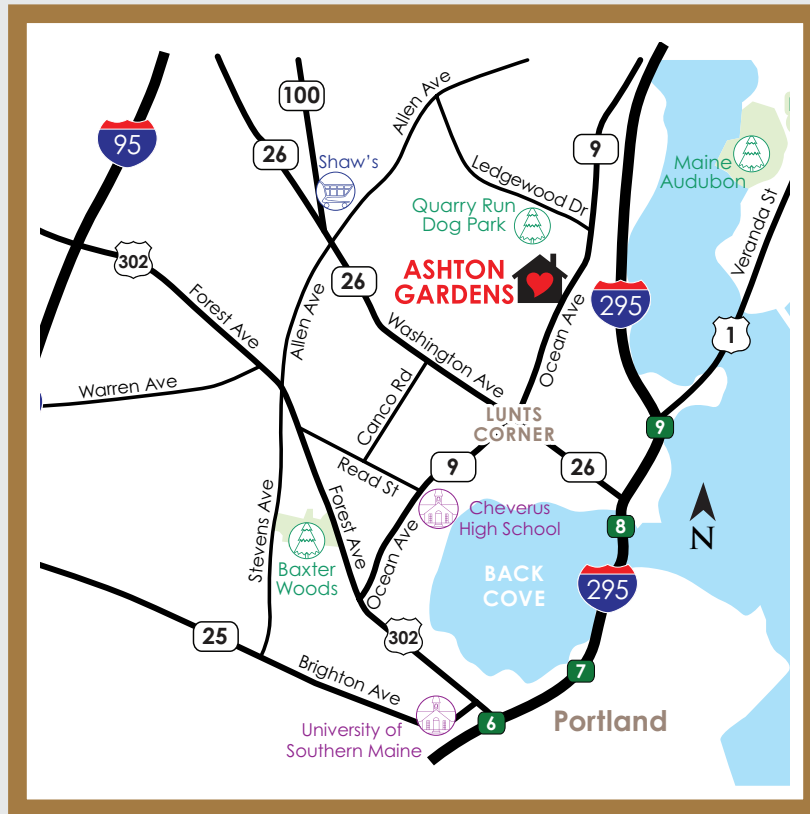 100
Allen Ave
95
26
9
Shaw's
Ledgewood Dr
Maine
Audubon
Quarry Run
Dog Park
Veranda St
302
ASHTON
GARDENS
26
295
Forest Ave
Allen Ave
Washington Ave
Ocean Ave
1
Warren Ave
Canco Rd
LUNTS
CORNER
9
Read St
9
26
Stevens Ave
Forest Ave
Cheverus
High School
8
N
Baxter
Woods
Ocean Ave
BACK
COVE
295
25
302
Brighton Ave
7
6
Portland
University of
Southern Maine